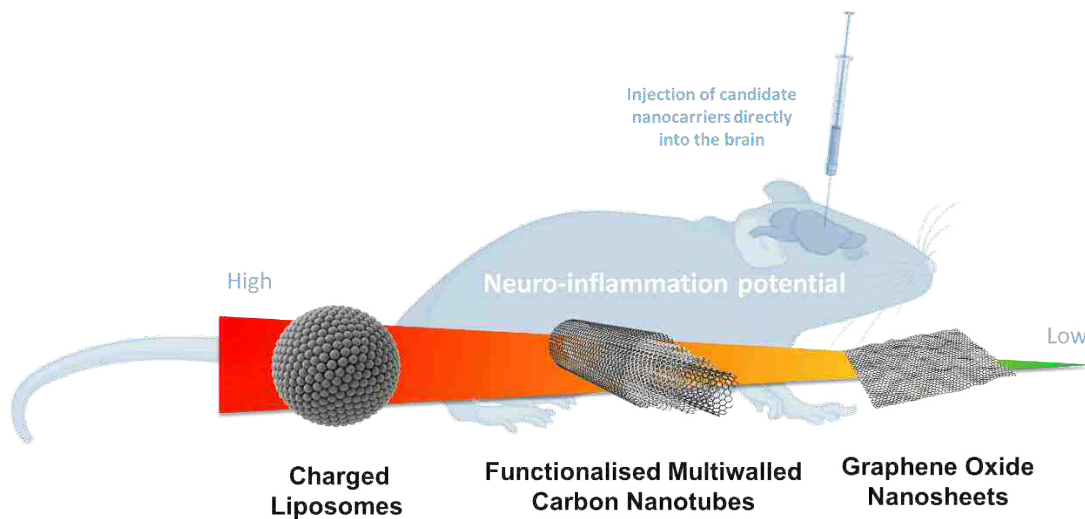 Injection of candidate
nanocarriers directly
into the brain
High
Neuro-inflammation potential
Low
Charged
Liposomes
Functionalised Multiwalled
Carbon Nanotubes
Graphene Oxide
Nanosheets